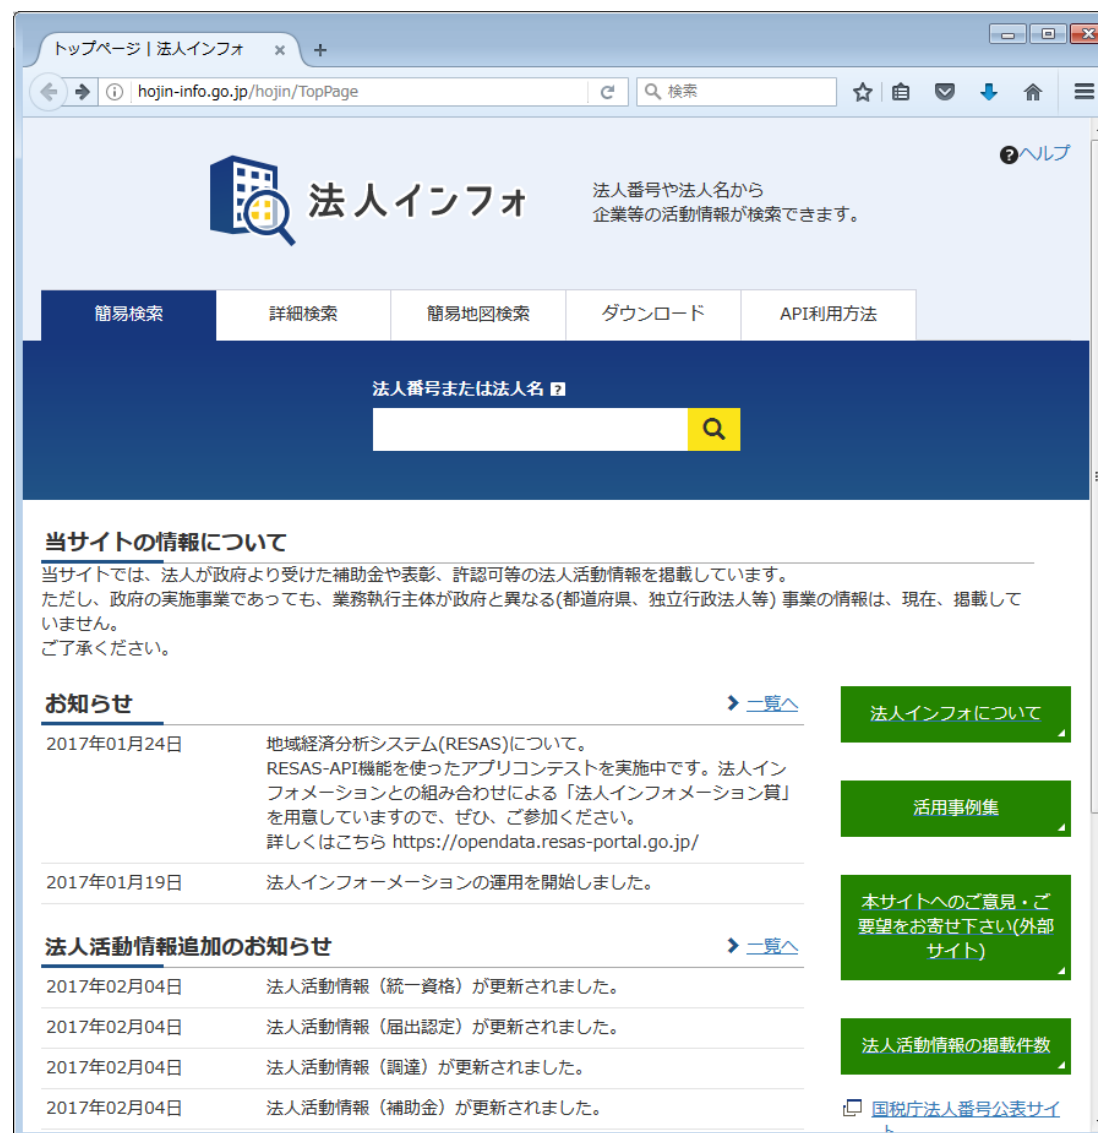 トップページ | 法人インフォ × +
hojin-info.go.jp/hojin/TopPage 検索
ヘルプ
法人インフォ
法人番号や法人名から
企業等の活動情報が検索できます。
簡易検索 詳細検索 簡易地図検索 ダウンロード API利用方法
法人番号または法人名 ?
当サイトの情報について
当サイトでは、法人が政府より受けた補助金や表彰、許認可等の法人活動情報を掲載しています。
ただし、政府の実施事業であっても、業務執行主体が政府と異なる(都道府県、独立行政法人等) 事業の情報は、現在、掲載して
いません。
ご了承ください。
お知らせ 一覧へ
2017年01月24日 地域経済分析システム(RESAS)について。
RESAS-API機能を使ったアプリコンテストを実施中です。法人イン
フォメーションとの組み合わせによる「法人インフォメーション賞」
を用意していますので、ぜひ、ご参加ください。
詳しくはこちら https://opendata.resas-portal.go.jp/
2017年01月19日 法人インフォーメーションの運用を開始しました。
法人活動情報追加のお知らせ 一覧へ
2017年02月04日 法人活動情報（統一資格）が更新されました。
2017年02月04日 法人活動情報（届出認定）が更新されました。
2017年02月04日 法人活動情報（調達）が更新されました。
2017年02月04日 法人活動情報（補助金）が更新されました。
法人インフォについて
活用事例集
本サイトへのご意見・ご
要望をお寄せ下さい(外部
サイト)
法人活動情報の掲載件数
国税庁法人番号公表サイ